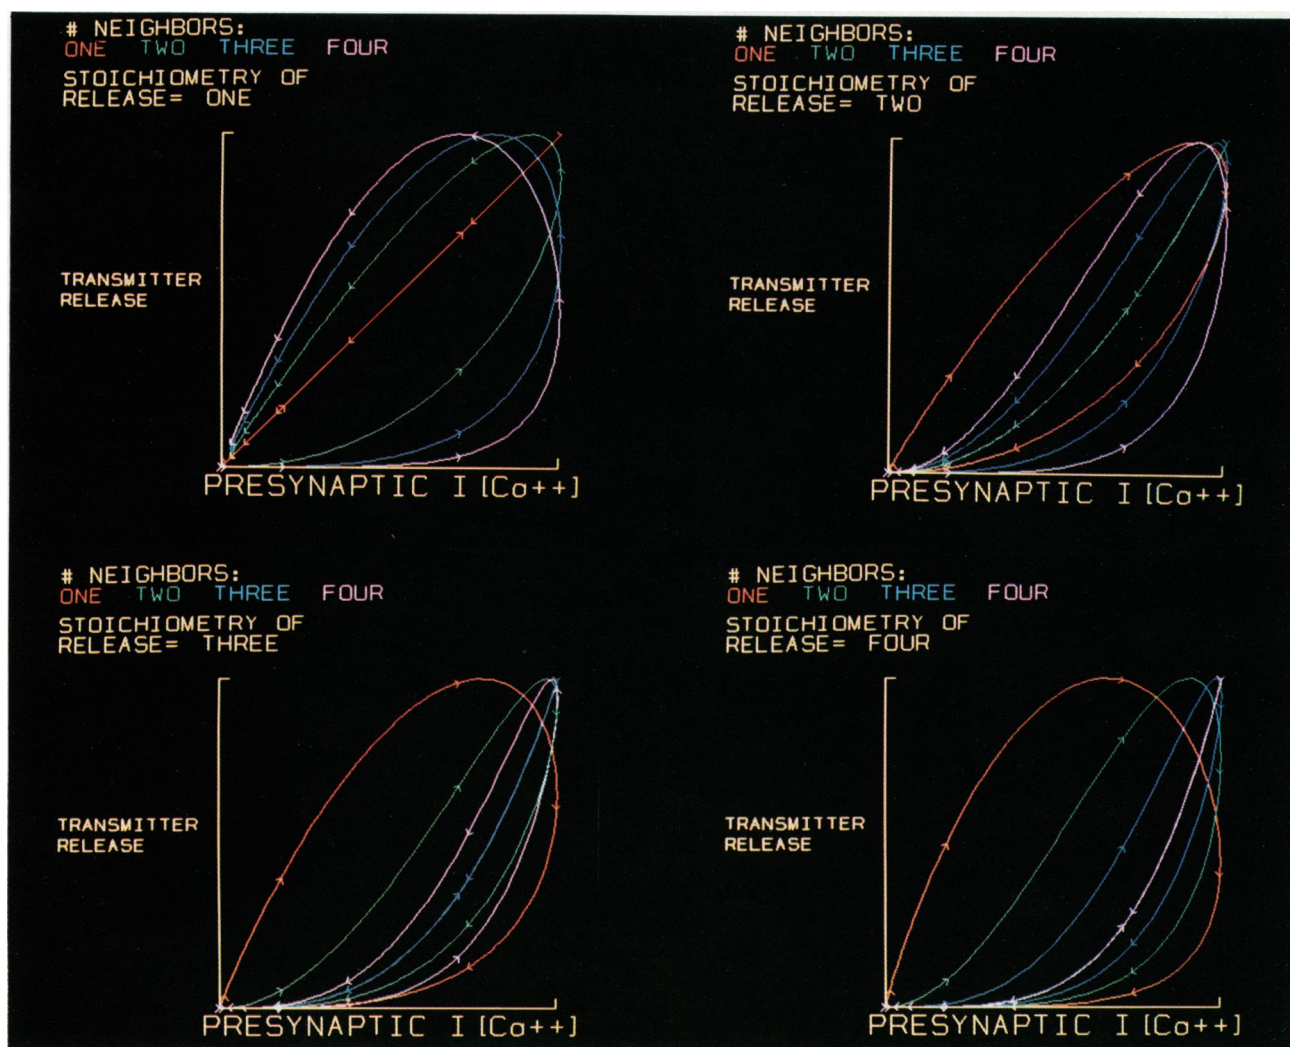 # NEIGHBORS:
ONE TWO THREE FOUR
STOICHIOMETRY OF
RELEASE= ONE
TRANSMITTER
RELEASE
PRESYNAPTIC I [Ca++]
# NEIGHBORS:
ONE TWO THREE FOUR
STOICHIOMETRY OF
RELEASE= TWO
TRANSMITTER
RELEASE
PRESYNAPTIC I [Ca++]
# NEIGHBORS:
ONE TWO THREE FOUR
STOICHIOMETRY OF
RELEASE= THREE
TRANSMITTER
RELEASE
PRESYNAPTIC I [Ca++]
# NEIGHBORS:
ONE TWO THREE FOUR
STOICHIOMETRY OF
RELEASE= FOUR
TRANSMITTER
RELEASE
PRESYNAPTIC I [Ca++]